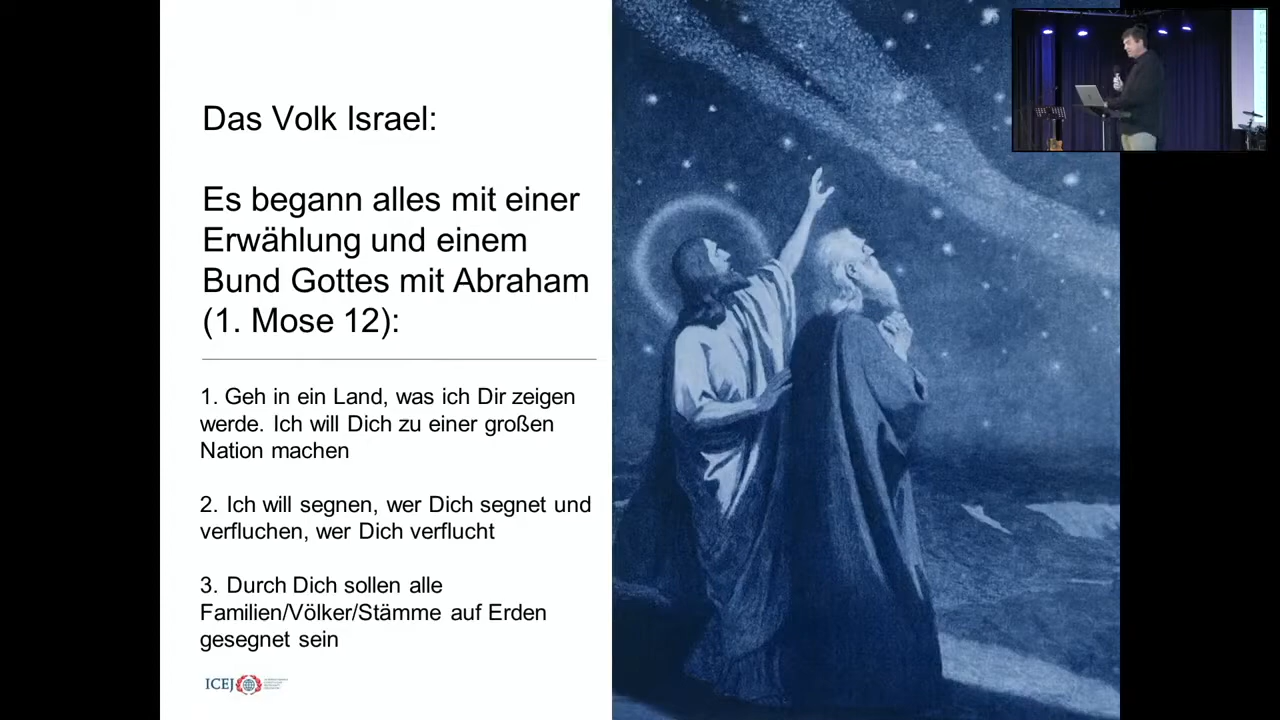 Das Volk Israel:
Es begann alles mit einer
Erwählung und einem
Bund Gottes mit Abraham
(1. Mose 12):
1. Geh in ein Land, was ich Dir zeigen
werde. Ich will Dich zu einer großen
Nation machen
2. Ich will segnen, wer Dich segnet und
verfluchen, wer Dich verflucht
3. Durch Dich sollen alle
Familien/Völker/Stämme auf Erden
gesegnet sein
ICEJ